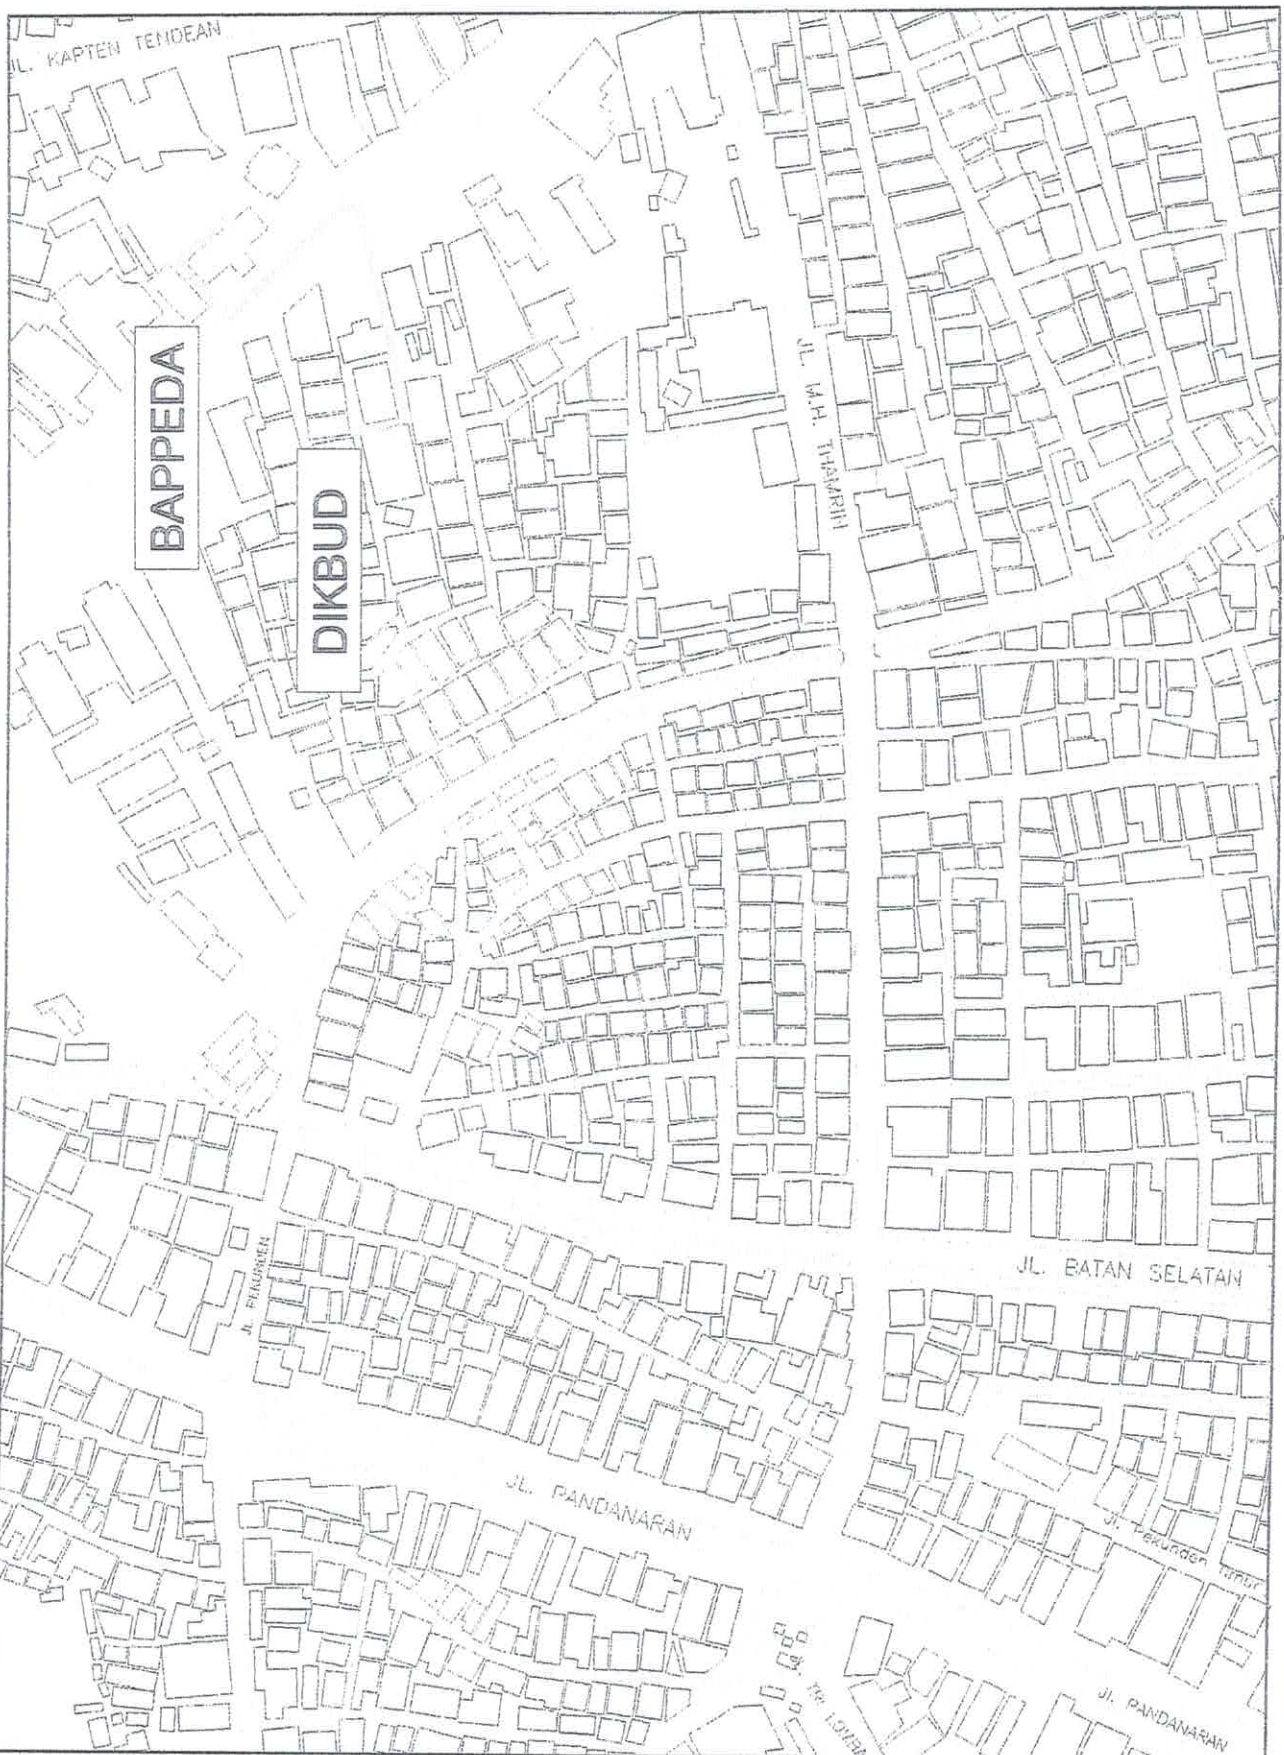 JL. KAPTEN TENDEAN
BAPPEDA
DIKBUD
JL. M.H. THAMRIN
JL. BATAN SELATAN
Jl. PEKUNDEN
JL. PANDANARAN
Jl. Pekunden Timur
Jl. PANDANARAN